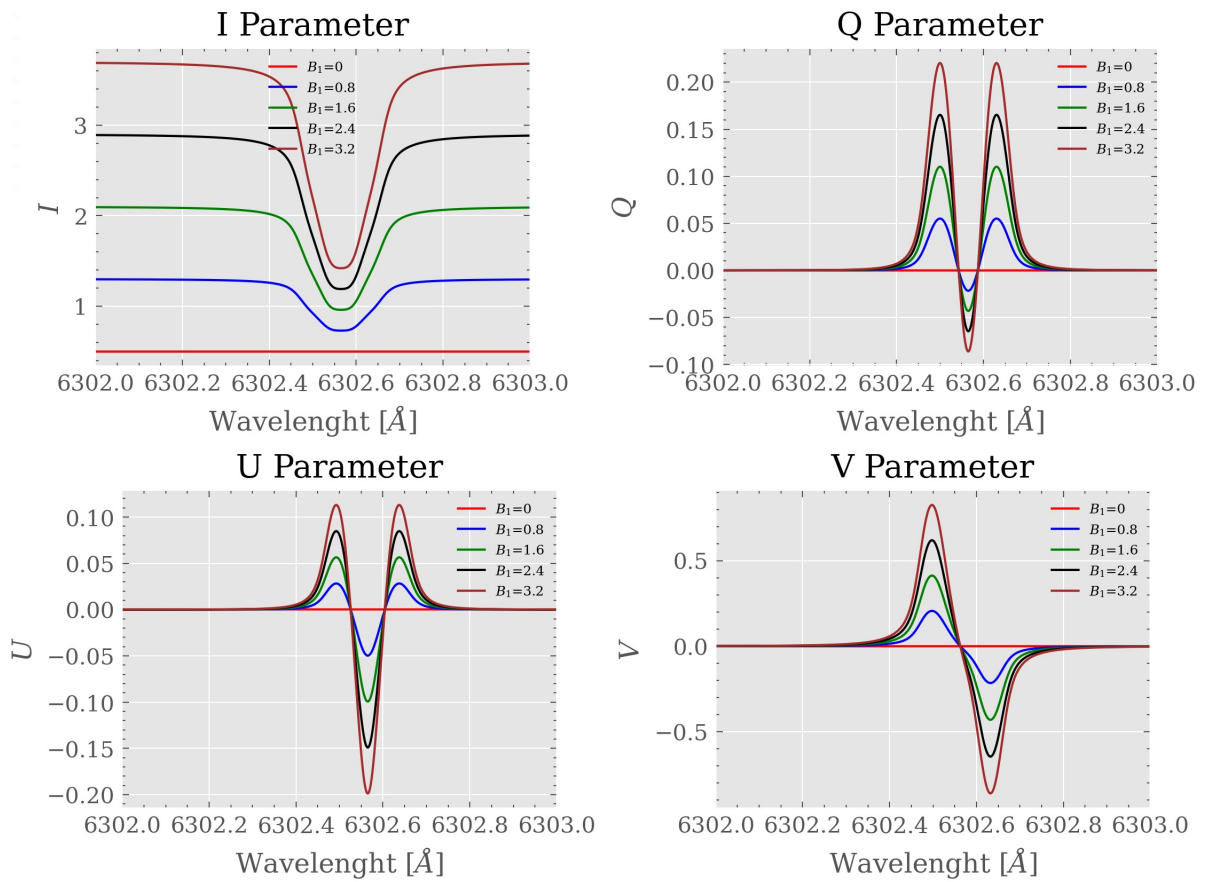 I Parameter
I
3
2
1
B₁=0
B₁=0.8
B₁=1.6
B₁=2.4
B₁=3.2
6302.0 6302.2 6302.4 6302.6 6302.8 6303.0
Wavelenght [Å]
Q Parameter
Q
0.20
0.15
0.10
0.05
0.00
−0.05
−0.10
B₁=0
B₁=0.8
B₁=1.6
B₁=2.4
B₁=3.2
6302.0 6302.2 6302.4 6302.6 6302.8 6303.0
Wavelenght [Å]
U Parameter
U
0.10
0.05
0.00
−0.05
−0.10
−0.15
−0.20
B₁=0
B₁=0.8
B₁=1.6
B₁=2.4
B₁=3.2
6302.0 6302.2 6302.4 6302.6 6302.8 6303.0
Wavelenght [Å]
V Parameter
V
0.5
0.0
−0.5
B₁=0
B₁=0.8
B₁=1.6
B₁=2.4
B₁=3.2
6302.0 6302.2 6302.4 6302.6 6302.8 6303.0
Wavelenght [Å]